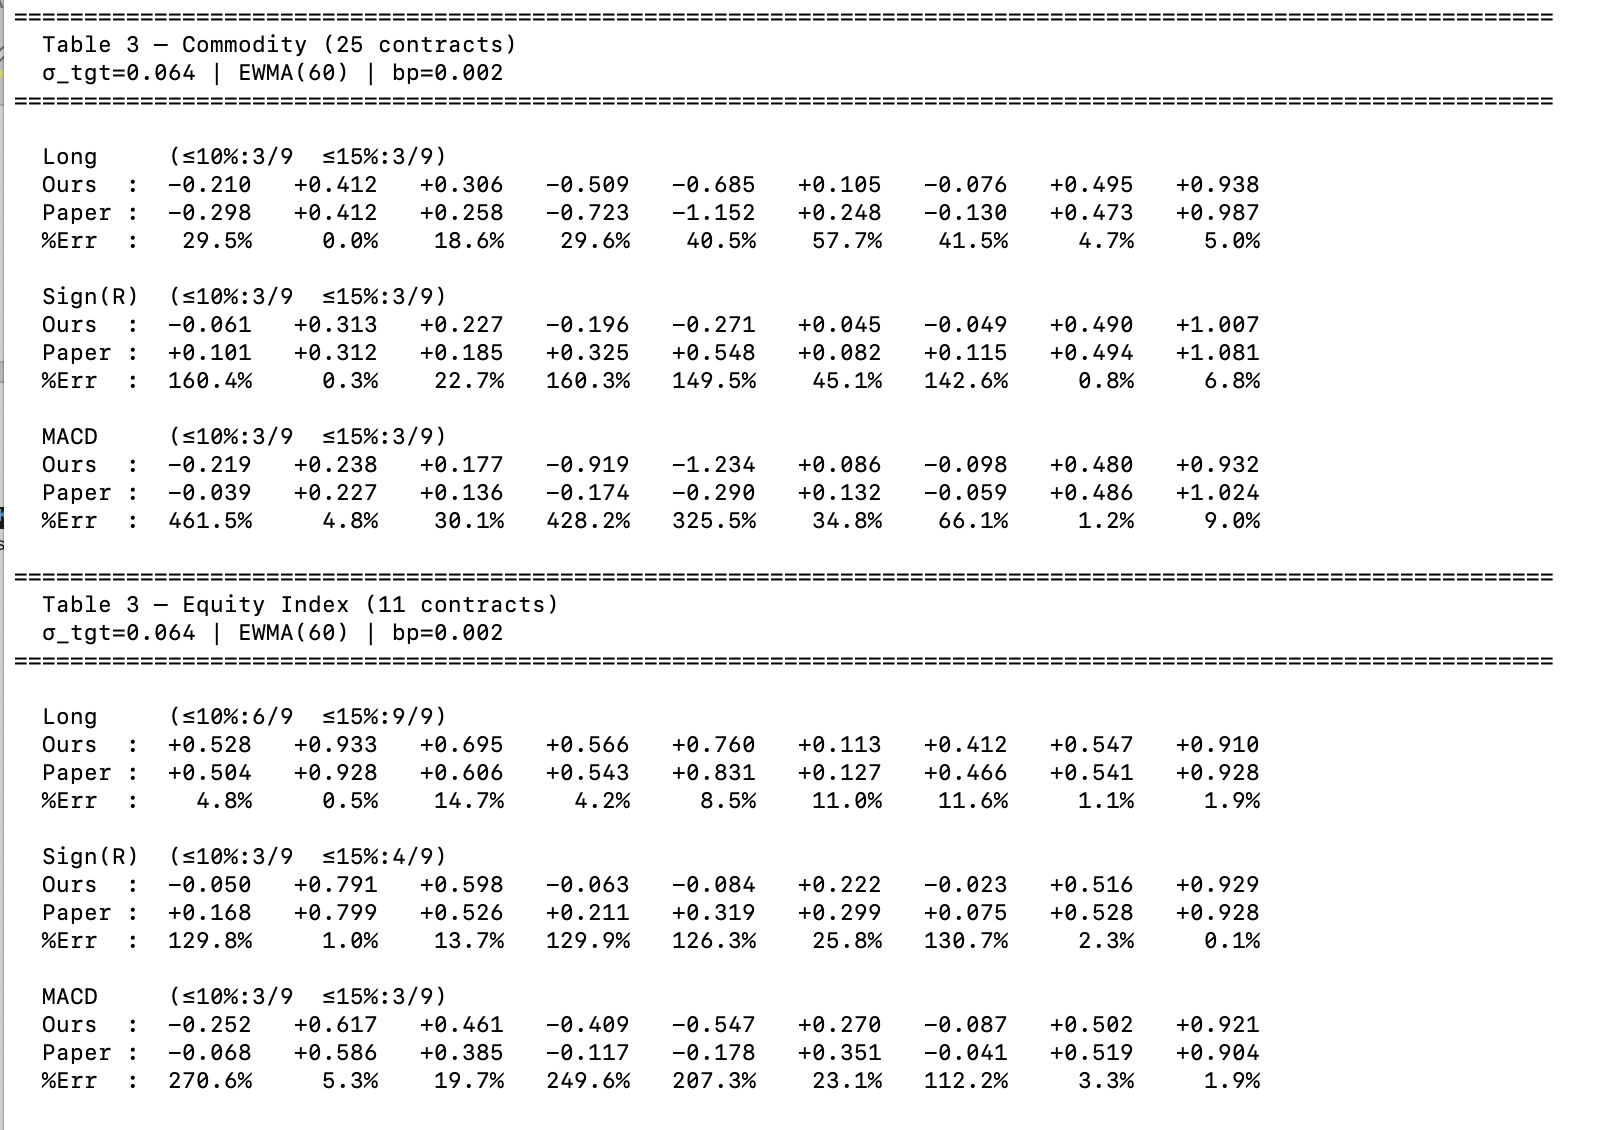 ==============================================================================================================
Table 3 — Commodity (25 contracts)
σ_tgt=0.064 | EWMA(60) | bp=0.002
==============================================================================================================
Long (≤10%:3/9 ≤15%:3/9)
Ours : −0.210 +0.412 +0.306 −0.509 −0.685 +0.105 −0.076 +0.495 +0.938
Paper : −0.298 +0.412 +0.258 −0.723 −1.152 +0.248 −0.130 +0.473 +0.987
%Err : 29.5% 0.0% 18.6% 29.6% 40.5% 57.7% 41.5% 4.7% 5.0%
Sign(R) (≤10%:3/9 ≤15%:3/9)
Ours : −0.061 +0.313 +0.227 −0.196 −0.271 +0.045 −0.049 +0.490 +1.007
Paper : +0.101 +0.312 +0.185 +0.325 +0.548 +0.082 +0.115 +0.494 +1.081
%Err : 160.4% 0.3% 22.7% 160.3% 149.5% 45.1% 142.6% 0.8% 6.8%
MACD (≤10%:3/9 ≤15%:3/9)
Ours : −0.219 +0.238 +0.177 −0.919 −1.234 +0.086 −0.098 +0.480 +0.932
Paper : −0.039 +0.227 +0.136 −0.174 −0.290 +0.132 −0.059 +0.486 +1.024
%Err : 461.5% 4.8% 30.1% 428.2% 325.5% 34.8% 66.1% 1.2% 9.0%
==============================================================================================================
Table 3 — Equity Index (11 contracts)
σ_tgt=0.064 | EWMA(60) | bp=0.002
==============================================================================================================
Long (≤10%:6/9 ≤15%:9/9)
Ours : +0.528 +0.933 +0.695 +0.566 +0.760 +0.113 +0.412 +0.547 +0.910
Paper : +0.504 +0.928 +0.606 +0.543 +0.831 +0.127 +0.466 +0.541 +0.928
%Err : 4.8% 0.5% 14.7% 4.2% 8.5% 11.0% 11.6% 1.1% 1.9%
Sign(R) (≤10%:3/9 ≤15%:4/9)
Ours : −0.050 +0.791 +0.598 −0.063 −0.084 +0.222 −0.023 +0.516 +0.929
Paper : +0.168 +0.799 +0.526 +0.211 +0.319 +0.299 +0.075 +0.528 +0.928
%Err : 129.8% 1.0% 13.7% 129.9% 126.3% 25.8% 130.7% 2.3% 0.1%
MACD (≤10%:3/9 ≤15%:3/9)
Ours : −0.252 +0.617 +0.461 −0.409 −0.547 +0.270 −0.087 +0.502 +0.921
Paper : −0.068 +0.586 +0.385 −0.117 −0.178 +0.351 −0.041 +0.519 +0.904
%Err : 270.6% 5.3% 19.7% 249.6% 207.3% 23.1% 112.2% 3.3% 1.9%